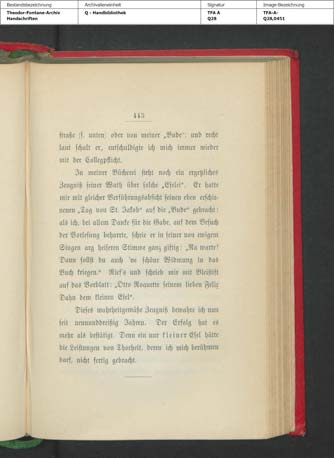 Bestandsbezeichnung Archivalieneinheit Signatur Image-Bezeichnung
Theodor-Fontane-Archiv Q - Handbibliothek TFA A TFA-A-
Handschriften Q28 Q28,0451
443
straße (f. unten) oder von meiner „Bude“: und recht
laut schalt er, entschuldigte ich mich immer wieder
mit der Collegpflicht.
In meiner Bücherei steht noch ein ergetzliches
Zeugniß seiner Wuth über solche „Eselei“. Er hatte
mir mit gleicher Verführungsabsicht seinen eben erschie-
nenen „Tag von St. Jakob“ auf die „Bude“ gebracht:
als ich, bei allem Danke für die Gabe, auf dem Besuch
der Vorlesung beharrte, schrie er in seiner von ewigem
Singen arg heiseren Stimme ganz giftig: „Na warte!
Dann sollst du auch 'ne schöne Widmung in das
Buch kriegen.“ Rief's und schrieb mir mit Bleistift
auf das Vorblatt: „Otto Roquette seinem lieben Felix
Dahn dem kleinen Esel“.
Dieses wahrheitgemäße Zeugniß bewahre ich nun
seit neununddreißig Jahren. Der Erfolg hat es
mehr als bestätigt. Denn ein nur kleiner Esel hätte
die Leistungen von Thorheit, deren ich mich berühmen
darf, nicht fertig gebracht.